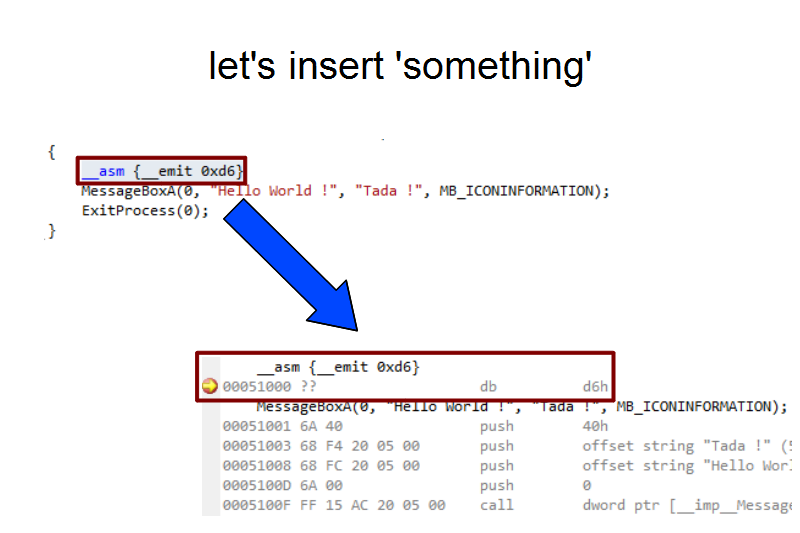 let's insert 'something'
{
__asm {__emit 0xd6}
MessageBoxA(0, "Hello World !", "Tada !", MB_ICONINFORMATION);
ExitProcess(0);
}
__asm {__emit 0xd6}
00051000 ?? db d6h
MessageBoxA(0, "Hello World !", "Tada !", MB_ICONINFORMATION);
00051001 6A 40 push 40h
00051003 68 F4 20 05 00 push offset string "Tada !" (5
00051008 68 FC 20 05 00 push offset string "Hello Worl
0005100D 6A 00 push 0
0005100F FF 15 AC 20 05 00 call dword ptr [__imp__Message